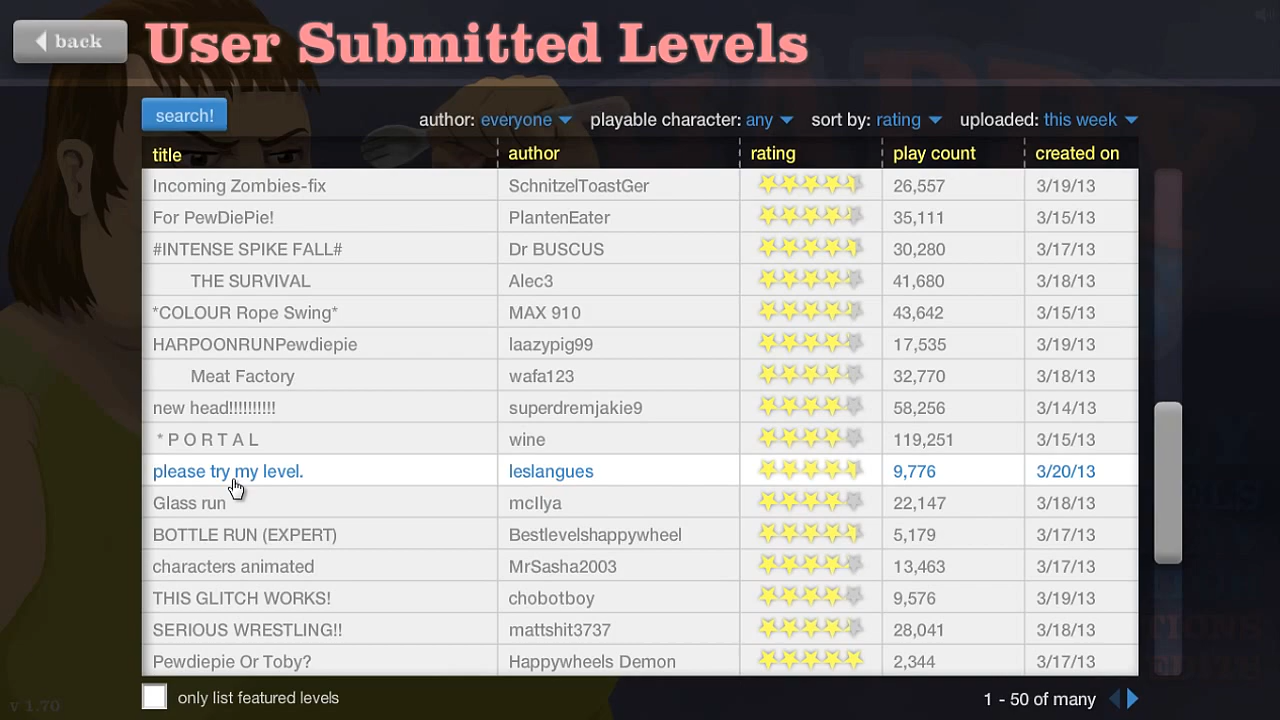 back
User Submitted Levels
search!
author: everyone playable character: any sort by: rating uploaded: this week
title author rating play count created on
Incoming Zombies-fix SchnitzelToastGer 26,557 3/19/13
For PewDiePie! PlantenEater 35,111 3/15/13
#INTENSE SPIKE FALL# Dr BUSCUS 30,280 3/17/13
THE SURVIVAL Alec3 41,680 3/18/13
*COLOUR Rope Swing* MAX 910 43,642 3/15/13
HARPOONRUNPewdiepie laazypig99 17,535 3/19/13
Meat Factory wafa123 32,770 3/18/13
new head!!!!!!!!!! superdremjakie9 58,256 3/14/13
* P O R T A L wine 119,251 3/15/13
please try my level. leslangues 9,776 3/20/13
Glass run mcIlya 22,147 3/18/13
BOTTLE RUN (EXPERT) Bestlevelshappywheel 5,179 3/17/13
characters animated MrSasha2003 13,463 3/17/13
THIS GLITCH WORKS! chobotboy 9,576 3/19/13
SERIOUS WRESTLING!! mattshit3737 28,041 3/18/13
Pewdiepie Or Toby? Happywheels Demon 2,344 3/17/13
only list featured levels
1 - 50 of many
v 1.70